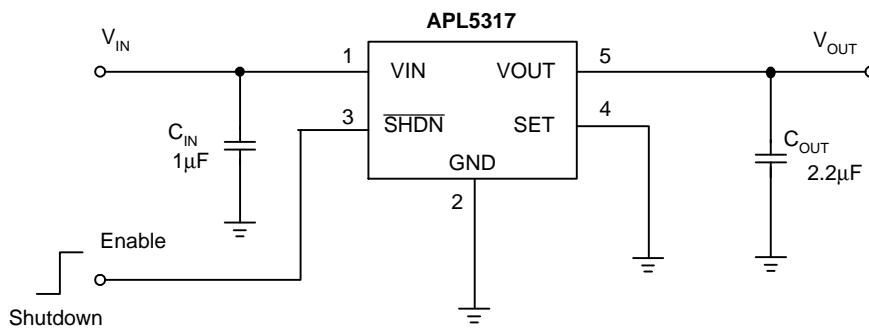 APL5317
V_IN
1
VIN
VOUT
5
V_OUT
3
SHDN
SET
4
C_IN
1μF
GND
2
C_OUT
2.2μF
Enable
Shutdown